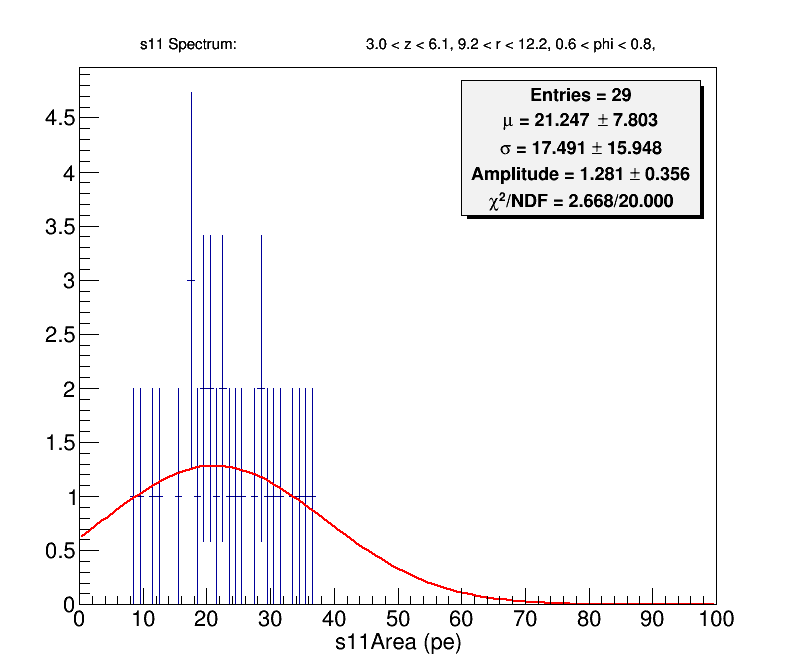 s11 Spectrum: 3.0 < z < 6.1, 9.2 < r < 12.2, 0.6 < phi < 0.8,
Entries = 29
μ = 21.247 ± 7.803
σ = 17.491 ± 15.948
Amplitude = 1.281 ± 0.356
χ²/NDF = 2.668/20.000
4.5
4
3.5
3
2.5
2
1.5
1
0.5
0
0 10 20 30 40 50 60 70 80 90 100
s11Area (pe)